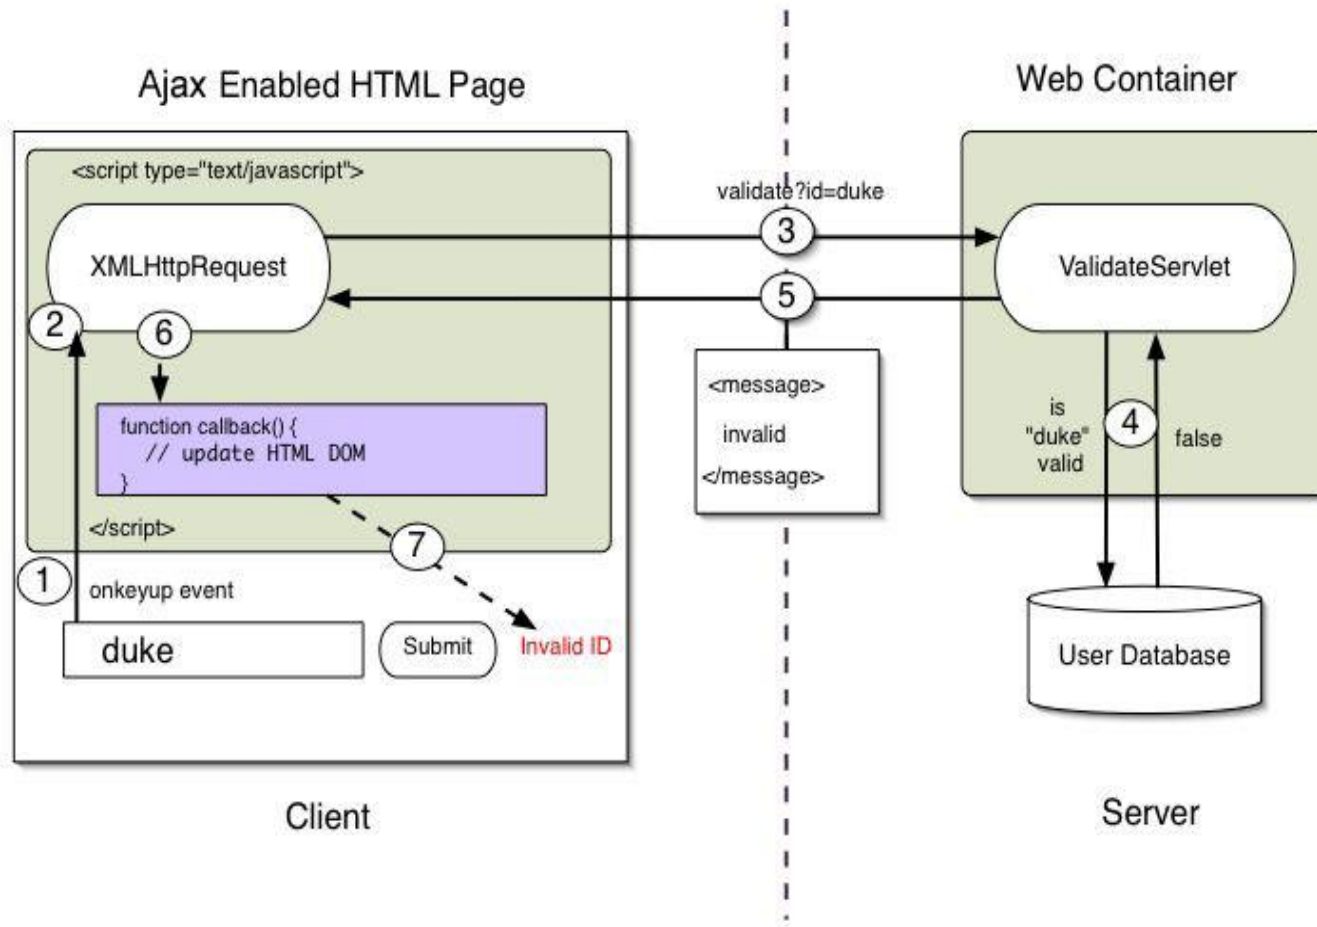 Ajax Enabled HTML Page
Web Container
<script type="text/javascript">
validate?id=duke
3
XMLHttpRequest
ValidateServlet
5
2
6
<message>
invalid
</message>
function callback() {
// update HTML DOM
}
is
"duke"
valid
4
false
</script>
7
1
onkeyup event
duke
Submit
Invalid ID
User Database
Client
Server